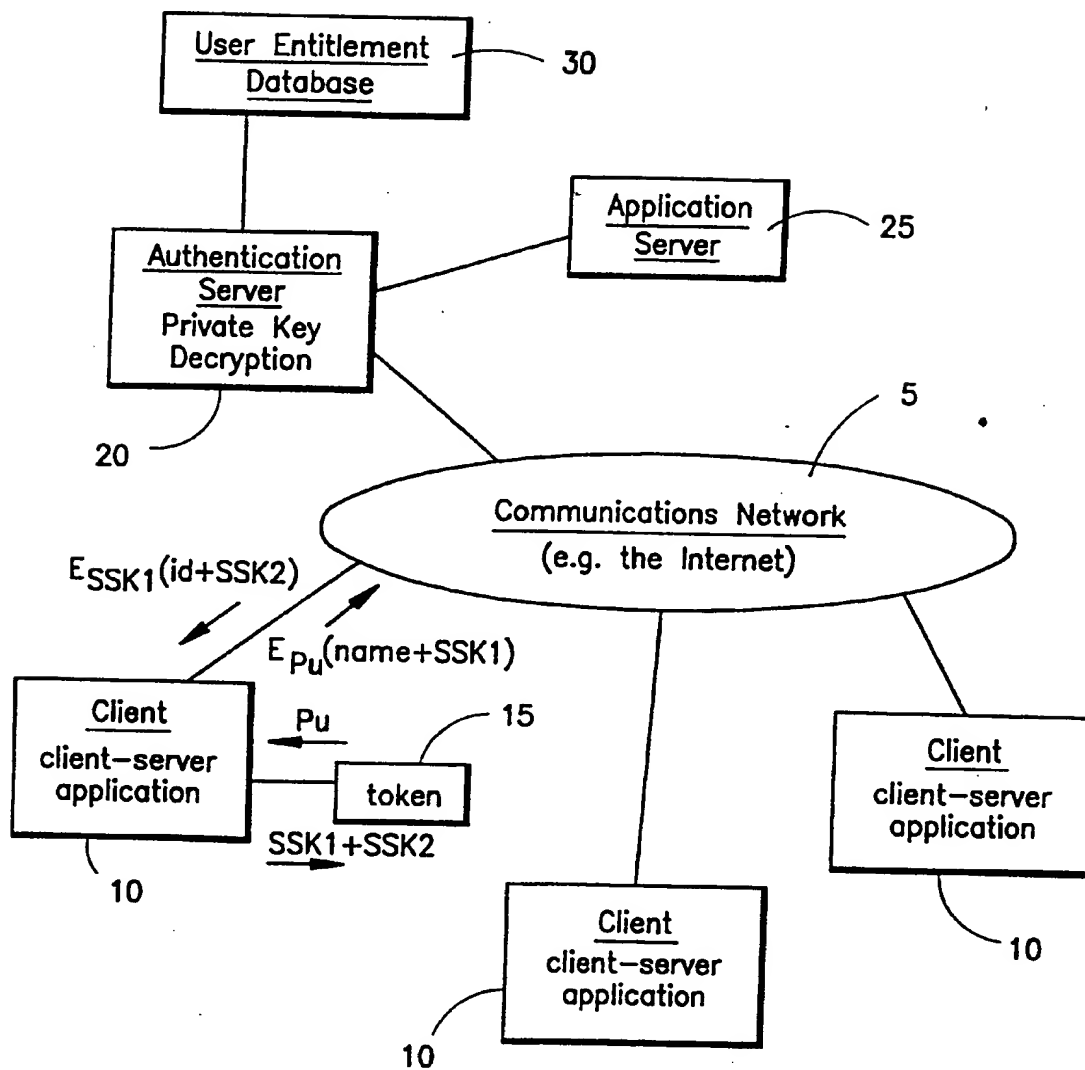 User Entitlement
Database
30
Application
Server
25
Authentication
Server
Private Key
Decryption
20
5
Communications Network
(e.g. the Internet)
E_SSK1(id+SSK2)
E_Pu(name+SSK1)
Client
client-server
application
10
Pu
15
token
SSK1+SSK2
Client
client-server
application
10
Client
client-server
application
10